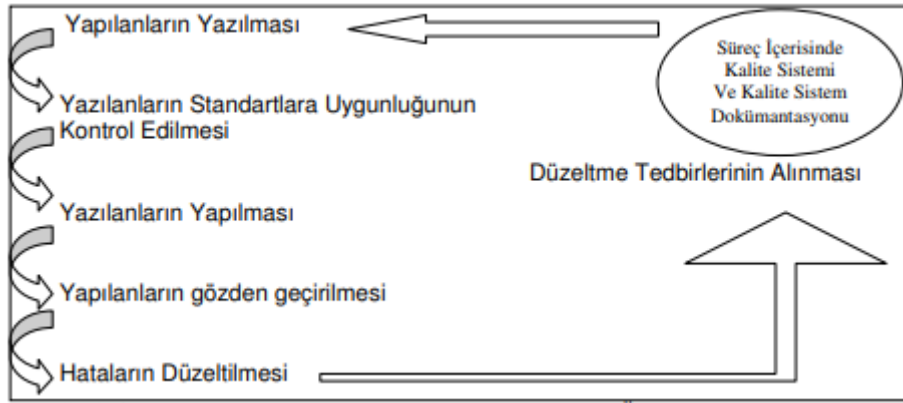 Yapılanların Yazılması
Süreç İçerisinde
Kalite Sistemi
Ve Kalite Sistem
Dokümantasyonu
Yazılanların Standartlara Uygunluğunun
Kontrol Edilmesi
Düzeltme Tedbirlerinin Alınması
Yazılanların Yapılması
Yapılanların gözden geçirilmesi
Hataların Düzeltilmesi